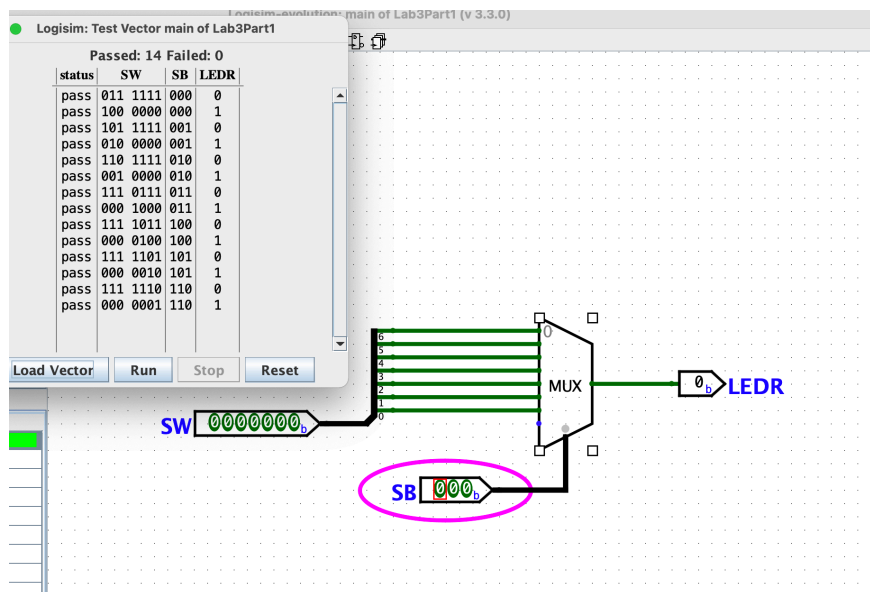 Logisim-evolution: main of Lab3Part1 (v 3.3.0)
Logisim: Test Vector main of Lab3Part1
Passed: 14 Failed: 0
status SW SB LEDR
pass 011 1111 000 0
pass 100 0000 000 1
pass 101 1111 001 0
pass 010 0000 001 1
pass 110 1111 010 0
pass 001 0000 010 1
pass 111 0111 011 0
pass 000 1000 011 1
pass 111 1011 100 0
pass 000 0100 100 1
pass 111 1101 101 0
pass 000 0010 101 1
pass 111 1110 110 0
pass 000 0001 110 1
Load Vector Run Stop Reset
0
6
5
4
3
2
1
0
MUX
0b LEDR
SW 0000000b
SB 000b